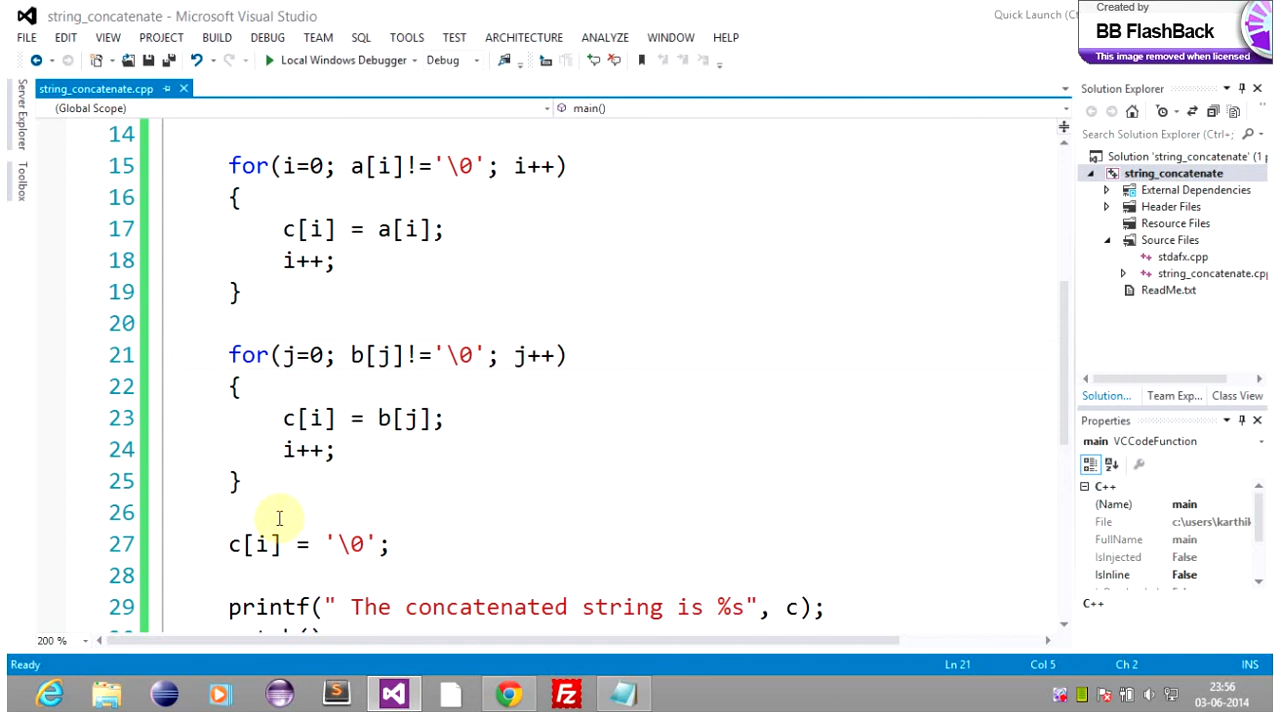 string_concatenate - Microsoft Visual Studio
Quick Launch (Ct
Created by
BB FlashBack
This image removed when licensed
FILE EDIT VIEW PROJECT BUILD DEBUG TEAM SQL TOOLS TEST ARCHITECTURE ANALYZE WINDOW HELP
Local Windows Debugger Debug
Server Explorer
Toolbox
string_concatenate.cpp
(Global Scope) main()
14
15 for(i=0; a[i]!='\0'; i++)
16 {
17 c[i] = a[i];
18 i++;
19 }
20
21 for(j=0; b[j]!='\0'; j++)
22 {
23 c[i] = b[j];
24 i++;
25 }
26
27 c[i] = '\0';
28
29 printf(" The concatenated string is %s", c);
200 %
Solution Explorer
Search Solution Explorer (Ctrl+;
Solution 'string_concatenate' (1 p
string_concatenate
External Dependencies
Header Files
Resource Files
Source Files
stdafx.cpp
string_concatenate.cpp
ReadMe.txt
Solution... Team Exp... Class View
Properties
main VCCodeFunction
C++
(Name) main
File c:\users\karthik
FullName main
IsInjected False
IsInline False
C++
Ready Ln 21 Col 5 Ch 2 INS
23:56
03-06-2014